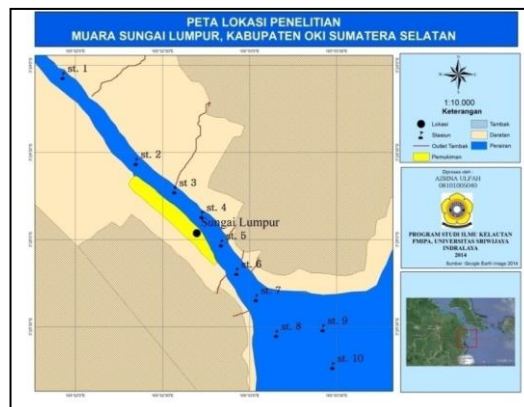 PETA LOKASI PENELITIAN
MUARA SUNGAI LUMPUR, KABUPATEN OKI SUMATERA SELATAN
st. 1
st. 2
st. 3
st. 4
Sungai Lumpur
st. 5
st. 6
st. 7
st. 8
st. 9
st. 10
1:10.000
Keterangan
Lokasi
Stasiun
Outlet Tambak
Pemukiman
Tambak
Daratan
Perairan
Diproses oleh :
PROGRAM STUDI ILMU KELAUTAN
FMIPA, UNIVERSITAS SRIWIJAYA
INDRALAYA
2014
Sumber: Google Earth Image 2014